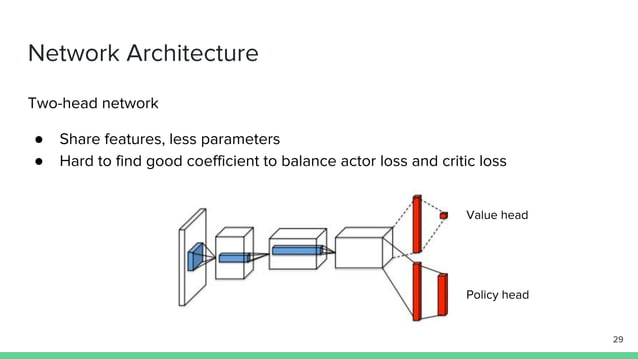 Network Architecture
Two-head network
● Share features, less parameters
● Hard to find good coefficient to balance actor loss and critic loss
Value head
Policy head
29